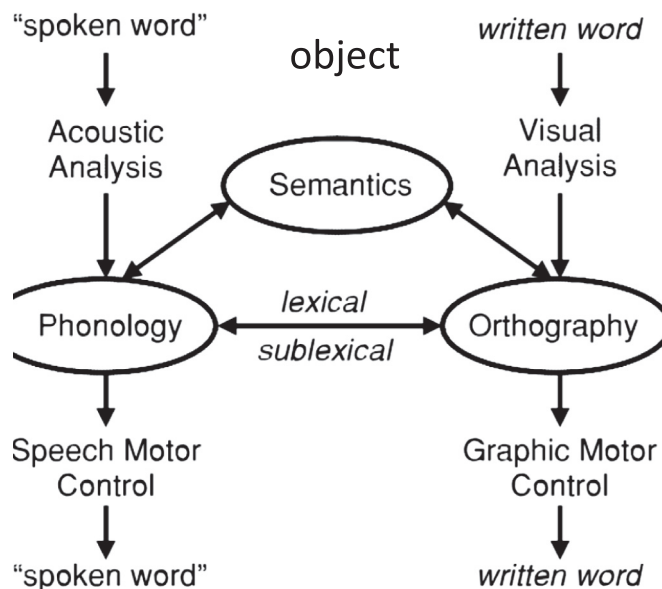 “spoken word”
object
written word
Acoustic
Analysis
Visual
Analysis
Semantics
Phonology
lexical
sublexical
Orthography
Speech Motor
Control
Graphic Motor
Control
“spoken word”
written word